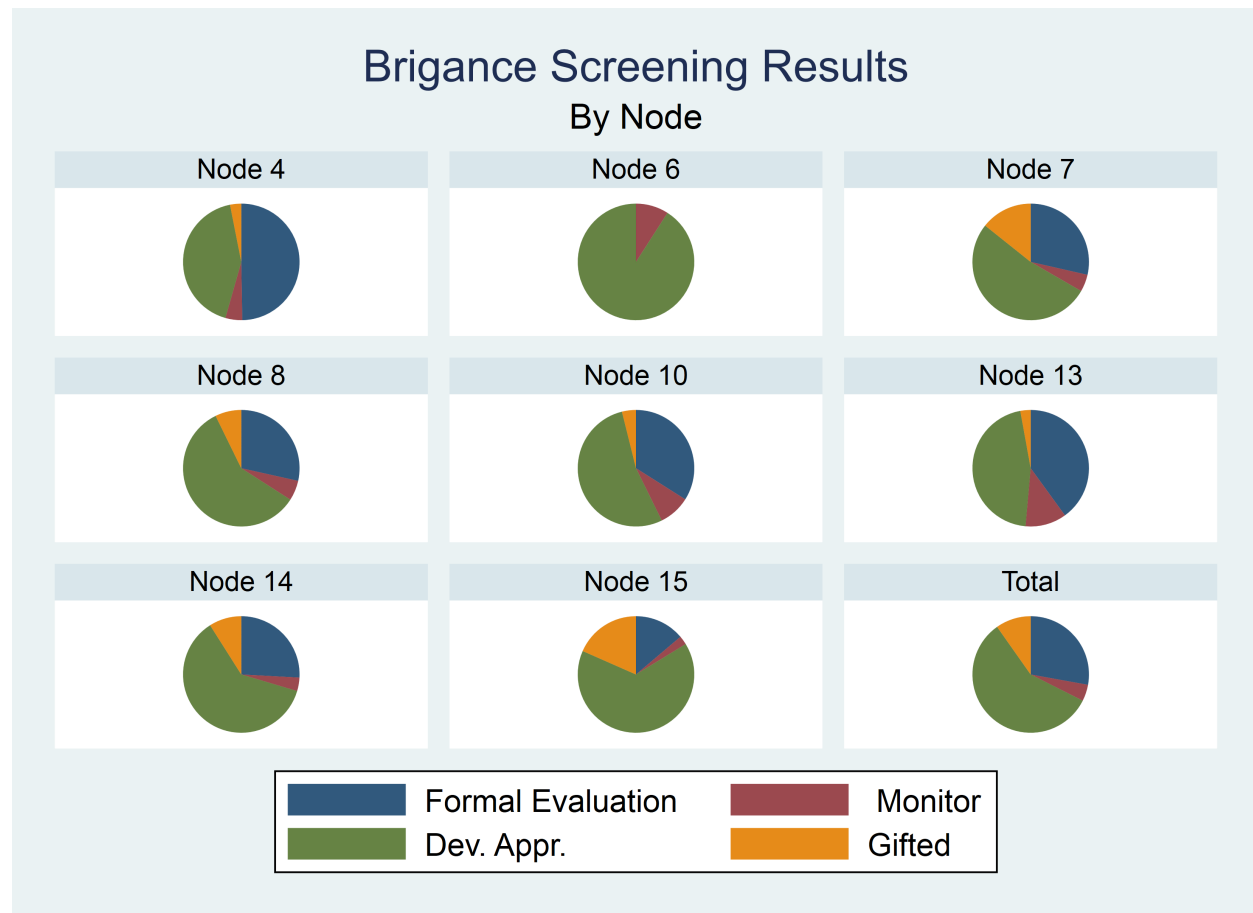 Brigance Screening Results
By Node
Node 4
Node 6
Node 7
Node 8
Node 10
Node 13
Node 14
Node 15
Total
Formal Evaluation
Monitor
Dev. Appr.
Gifted